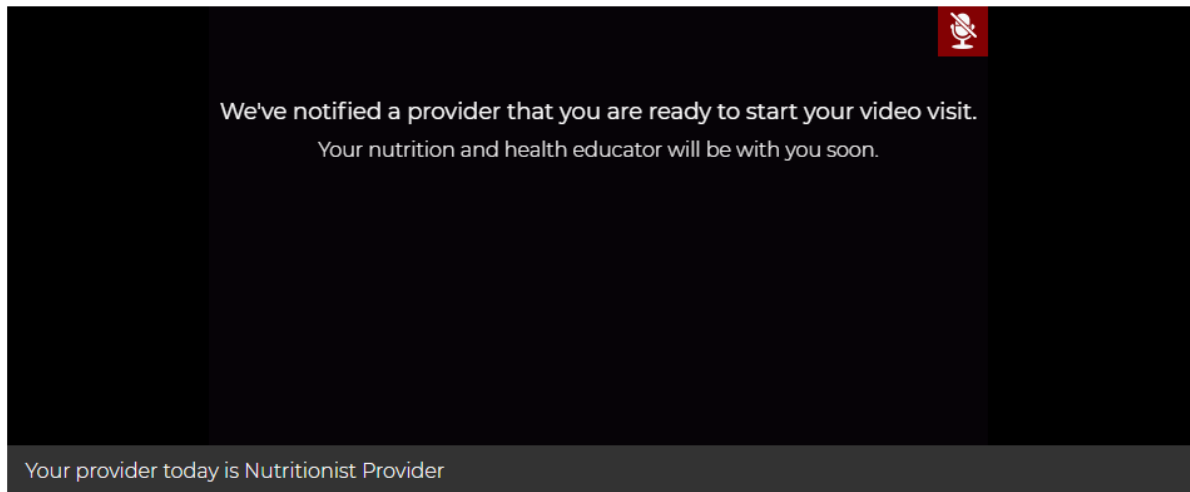 We've notified a provider that you are ready to start your video visit.
Your nutrition and health educator will be with you soon.
Your provider today is Nutritionist Provider